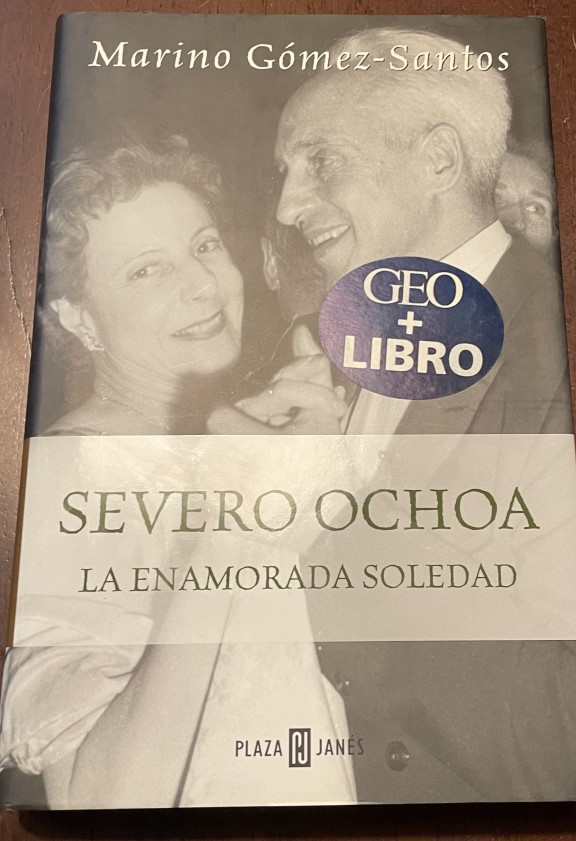 Marino Gómez-Santos
GEO
+
LIBRO
SEVERO OCHOA
LA ENAMORADA SOLEDAD
PLAZA PJ JANÉS